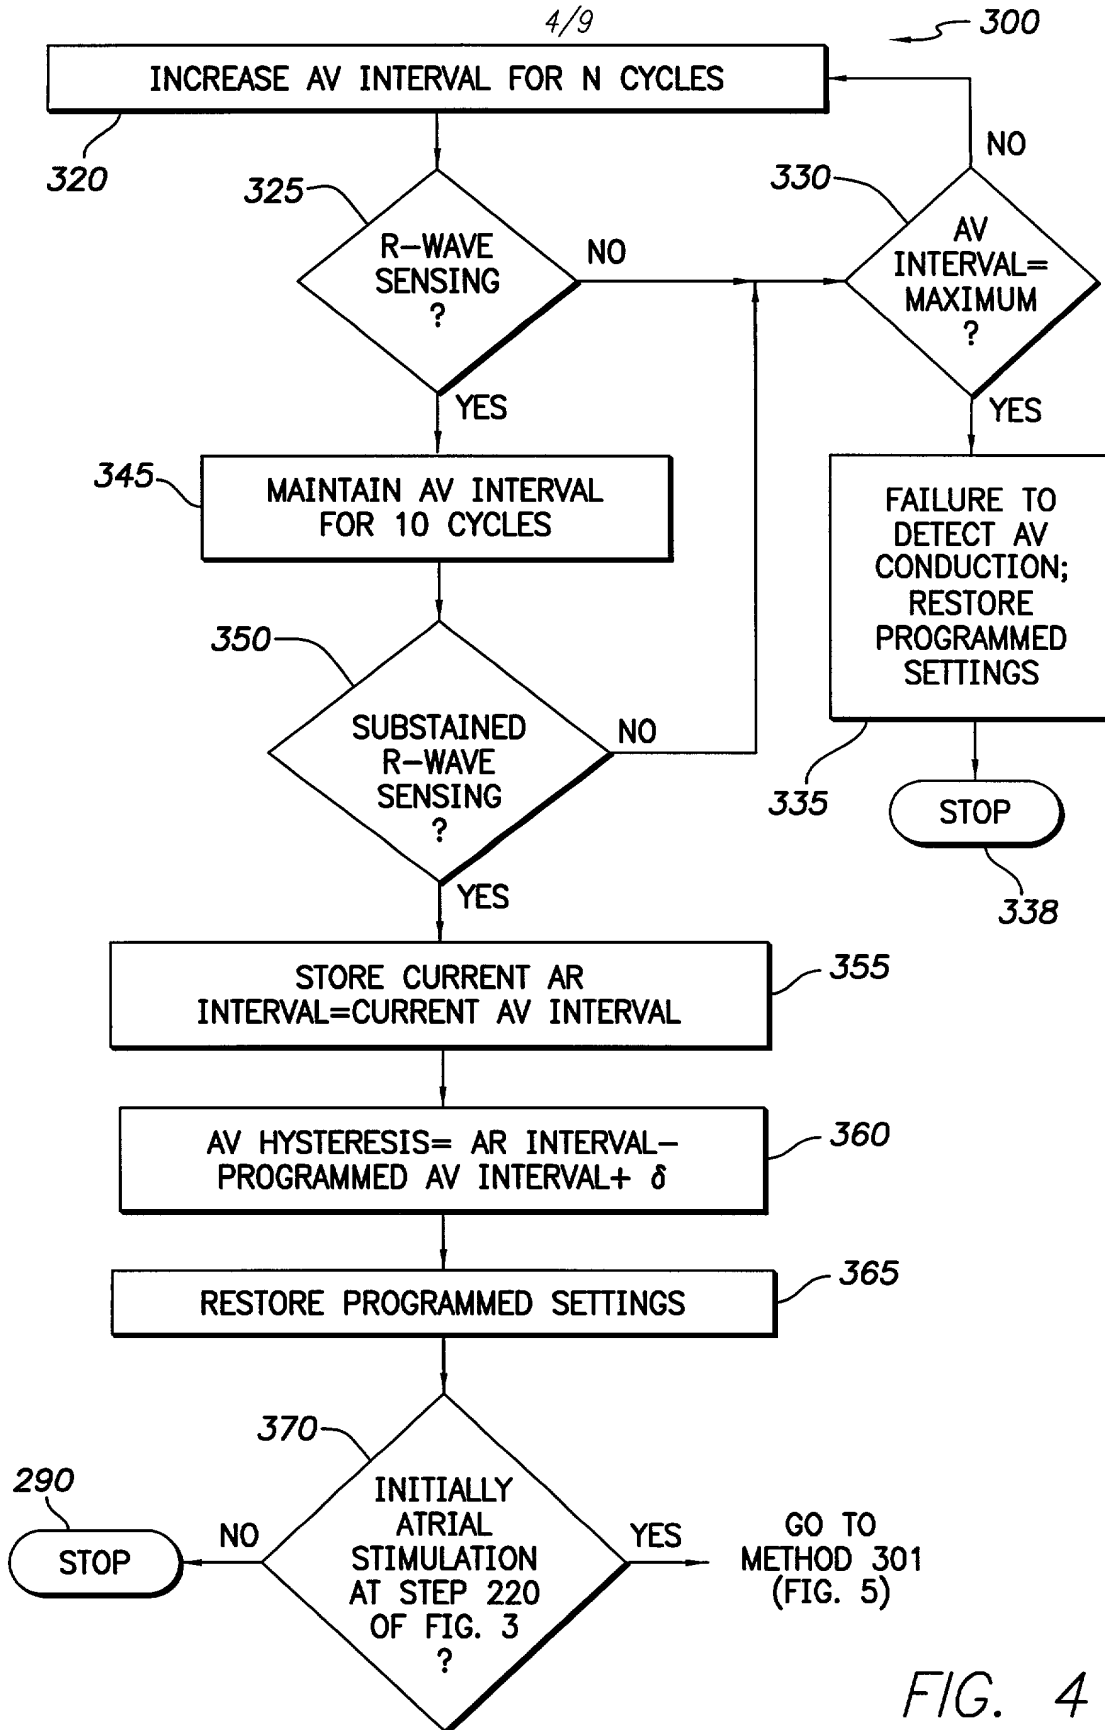 4/9
300
INCREASE AV INTERVAL FOR N CYCLES
320
NO
325
330
R-WAVE
SENSING
?
NO
AV
INTERVAL=
MAXIMUM
?
YES
YES
345
MAINTAIN AV INTERVAL
FOR 10 CYCLES
FAILURE TO
DETECT AV
CONDUCTION;
RESTORE
PROGRAMMED
SETTINGS
350
SUBSTAINED
R-WAVE
SENSING
?
NO
335
STOP
338
YES
STORE CURRENT AR
INTERVAL=CURRENT AV INTERVAL
355
AV HYSTERESIS= AR INTERVAL-
PROGRAMMED AV INTERVAL+ δ
360
RESTORE PROGRAMMED SETTINGS
365
370
290
STOP
NO
INITIALLY
ATRIAL
STIMULATION
AT STEP 220
OF FIG. 3
?
YES
GO TO
METHOD 301
(FIG. 5)
FIG. 4